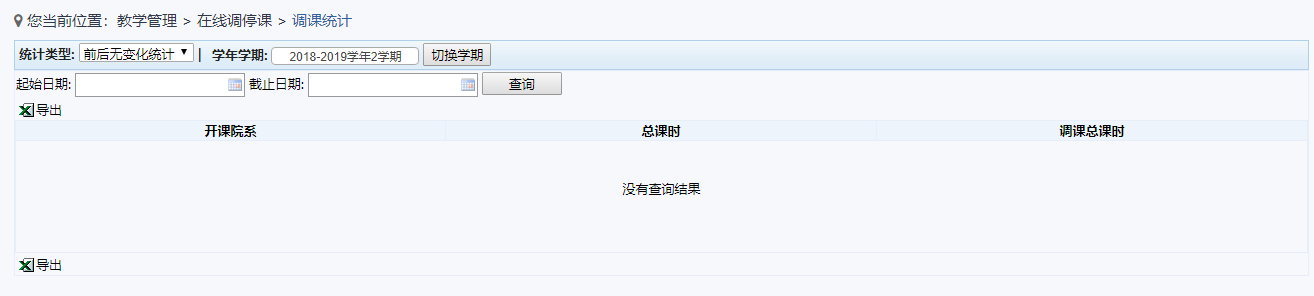 您当前位置：教学管理 > 在线调停课 > 调课统计
统计类型: 前后无变化统计 | 学年学期: 2018-2019学年2学期 切换学期
起始日期: 截止日期: 查询
导出
开课院系 总课时 调课总课时
没有查询结果
导出